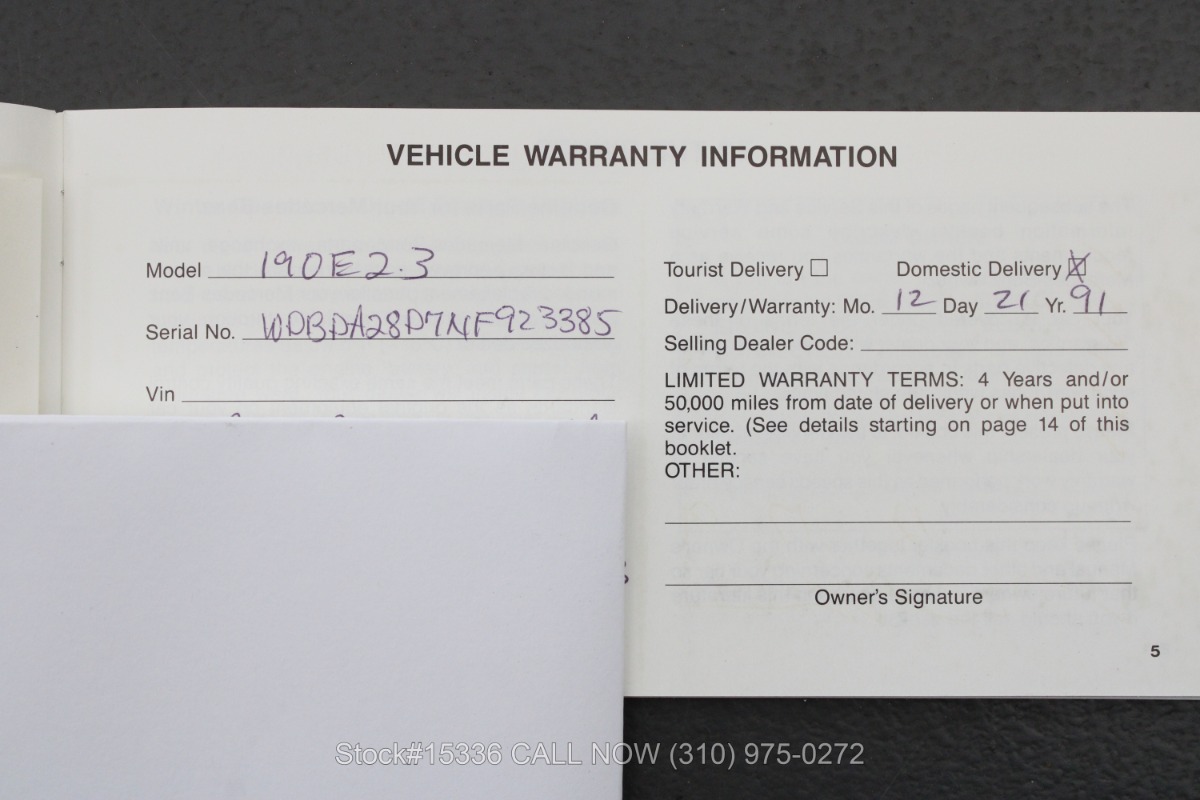 VEHICLE WARRANTY INFORMATION
Model 190E2.3
Serial No. WDBDA28D7NF923385
Vin
Tourist Delivery ☐ Domestic Delivery ☒
Delivery/Warranty: Mo. 12 Day 21 Yr. 91
Selling Dealer Code:
LIMITED WARRANTY TERMS: 4 Years and/or
50,000 miles from date of delivery or when put into
service. (See details starting on page 14 of this
booklet.
OTHER:
Owner's Signature
5
Stock#15336 CALL NOW (310) 975-0272